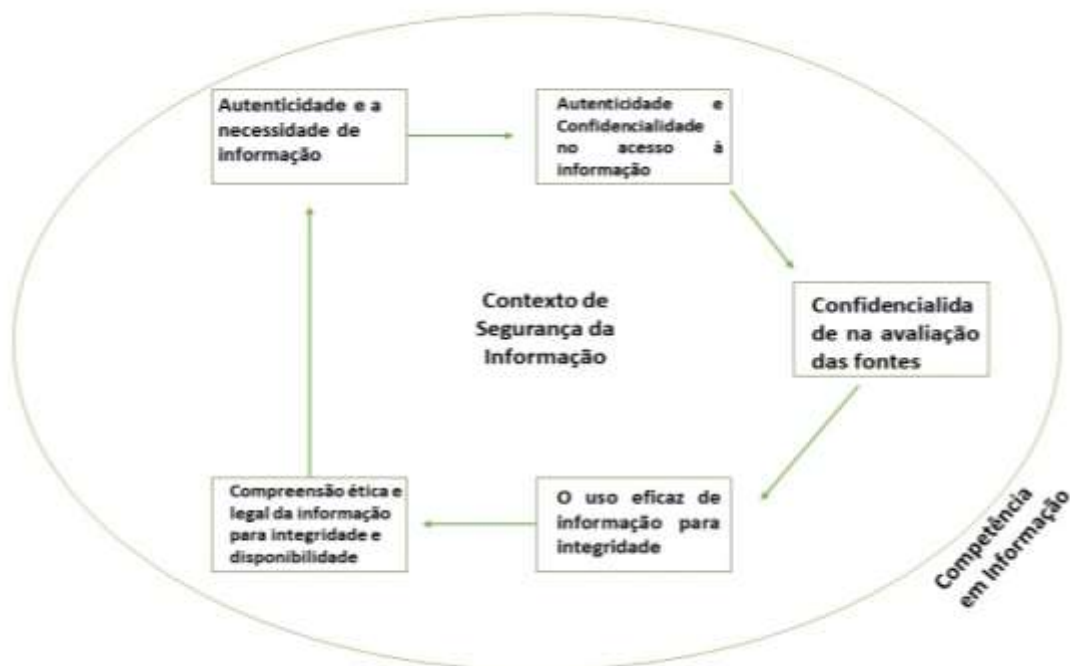 Autenticidade e a
necessidade de
informação
Autenticidade e
Confidencialidade
no acesso à
informação
Confidencialida
de na avaliação
das fontes
Contexto de
Segurança da
Informação
Compreensão ética e
legal da informação
para integridade e
disponibilidade
O uso eficaz de
informação para
integridade
Competência
em Informação